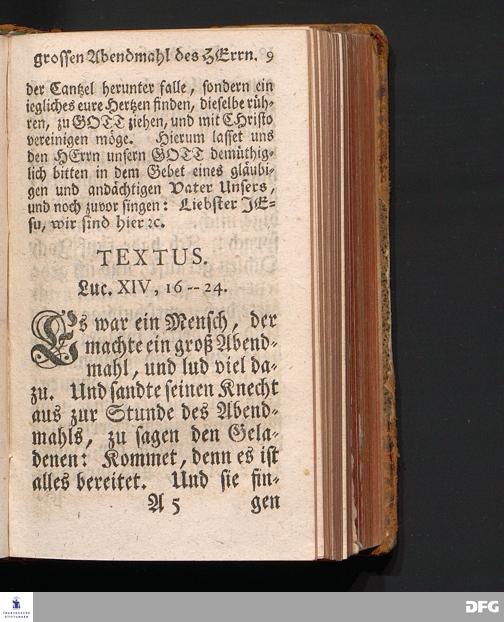 grossen Abendmahl des HErrn. 9
der Cantzel herunter falle, sondern ein
iegliches eure Hertzen finden, dieselbe rüh-
ren, zu GOTT ziehen, und mit CHristo
vereinigen möge. Hierum lasset uns
den HErrn unsern GOTT demüthig-
lich bitten in dem Gebet eines gläubi-
gen und andächtigen Vater Unsers,
und noch zuvor singen: Liebster JE-
su, wir sind hier ꝛc.
TEXTUS.
Luc. XIV, 16--24.
Es war ein Mensch, der
machte ein groß Abend-
mahl, und lud viel da-
zu. Und sandte seinen Knecht
aus zur Stunde des Abend-
mahls, zu sagen den Gela-
denen: Kommet, denn es ist
alles bereitet. Und sie fin-
A 5 gen
FRANCKESCHE
STIFTUNGEN
DFG